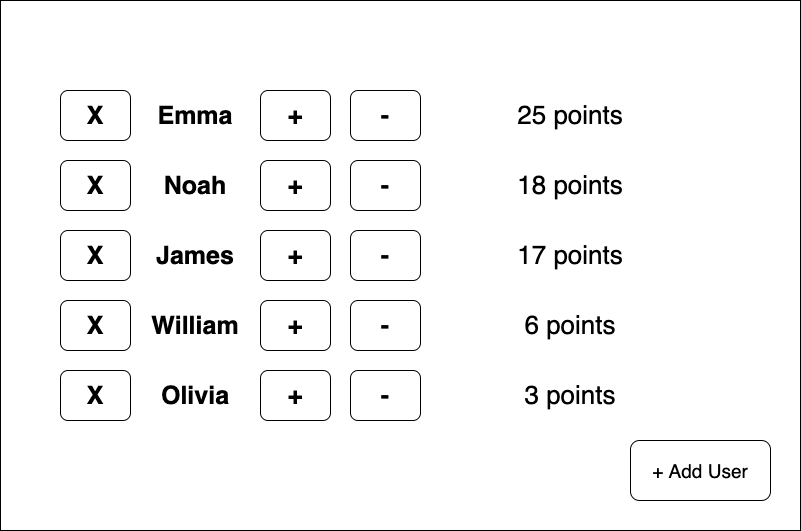 X Emma + - 25 points
X Noah + - 18 points
X James + - 17 points
X William + - 6 points
X Olivia + - 3 points
+ Add User